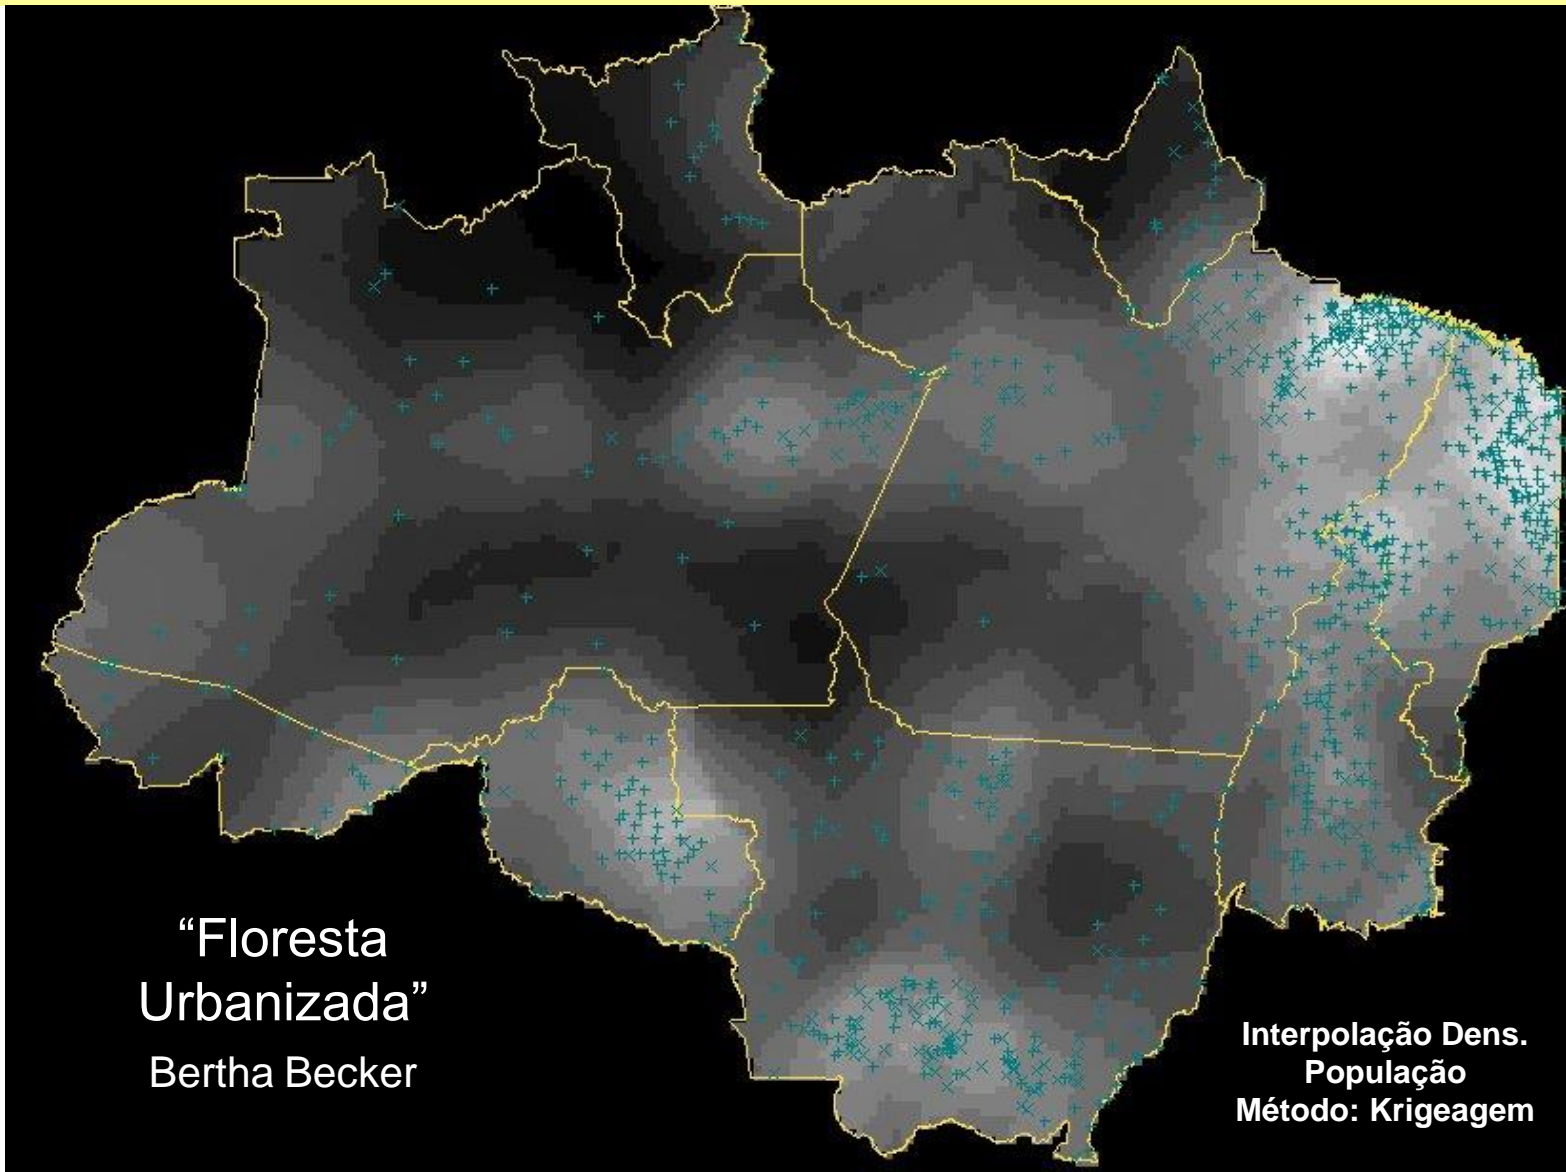 “Floresta
Urbanizada”
Bertha Becker
Interpolação Dens.
População
Método: Krigeagem